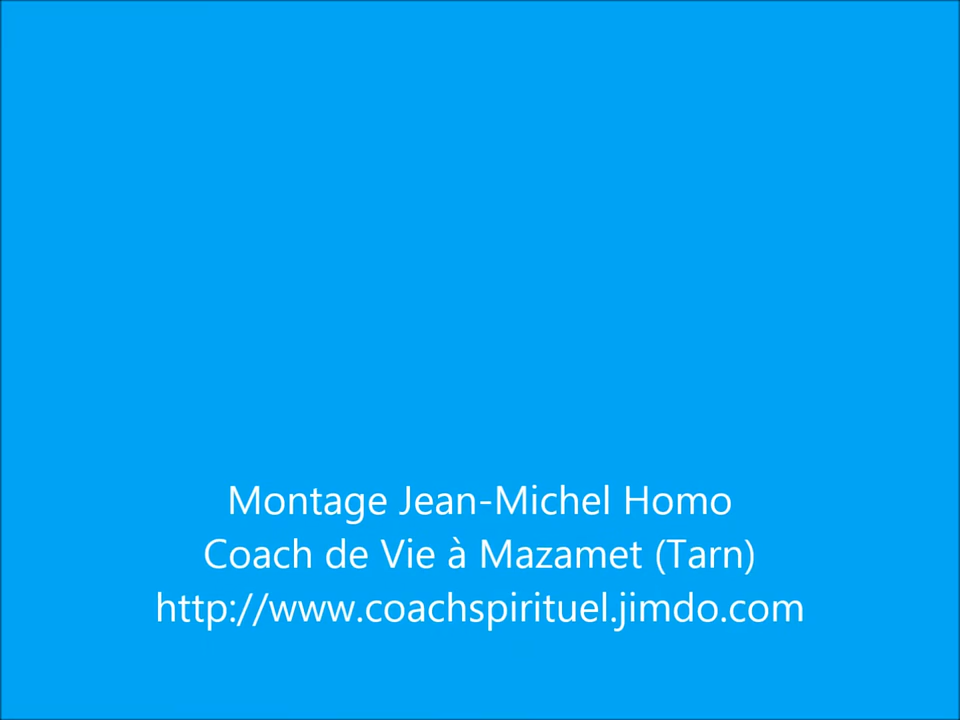 Montage Jean-Michel Homo
Coach de Vie à Mazamet (Tarn)
http://www.coachspirituel.jimdo.com